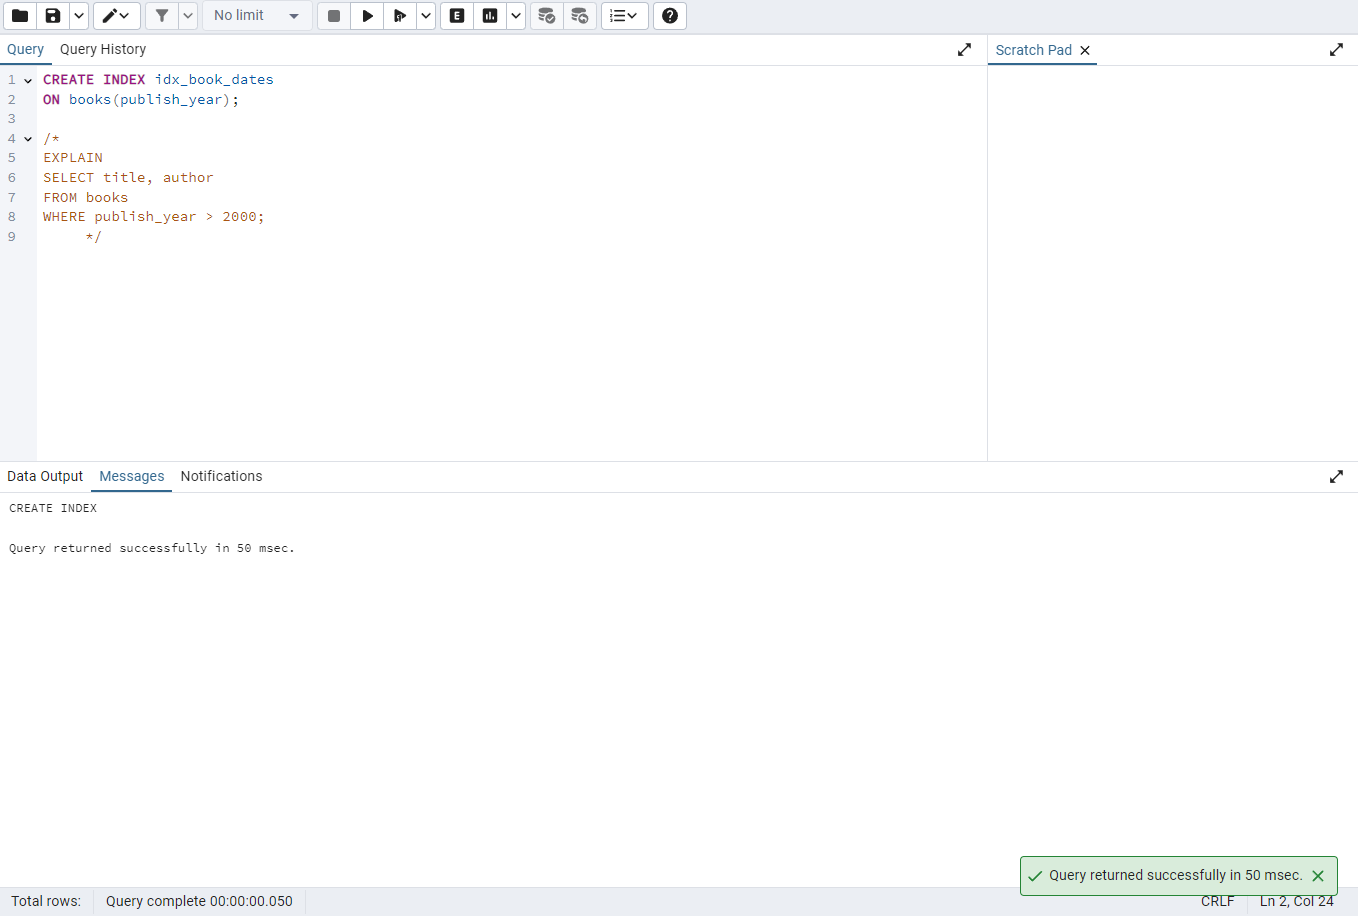 No limit
Query Query History
Scratch Pad
1 CREATE INDEX idx_book_dates
2 ON books(publish_year);
3
4 /*
5 EXPLAIN
6 SELECT title, author
7 FROM books
8 WHERE publish_year > 2000;
9 */
Data Output Messages Notifications
CREATE INDEX
Query returned successfully in 50 msec.
Query returned successfully in 50 msec.
Total rows: Query complete 00:00:00.050 CRLF Ln 2, Col 24